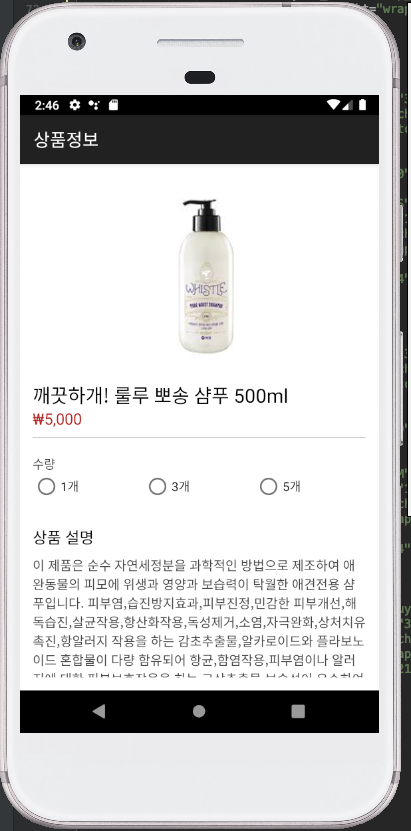 ="wrap
2:46
상품정보
WHISTLE
깨끗하개! 룰루 뽀송 샴푸 500ml
₩5,000
수량
1개
3개
5개
상품 설명
이 제품은 순수 자연세정분을 과학적인 방법으로 제조하여 애
완동물의 피모에 위생과 영양과 보습력이 탁월한 애견전용 샴
푸입니다. 피부염,습진방지효과,피부진정,민감한 피부개선,해
독습진,살균작용,항산화작용,독성제거,소염,자극완화,상처치유
촉진,항알러지 작용을 하는 감초추출물,알카로이드와 플라보노
이드 혼합물이 다량 함유되어 항균,함염작용,피부염이나 알러